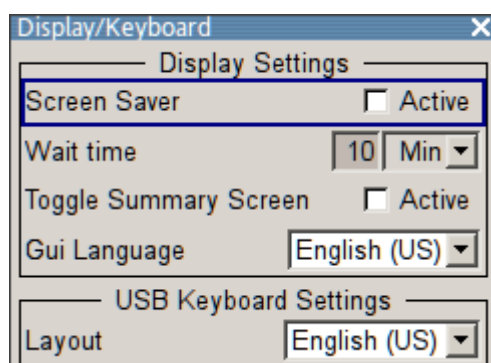 Display/Keyboard
Display Settings
Screen Saver Active
Wait time 10 Min
Toggle Summary Screen Active
Gui Language English (US)
USB Keyboard Settings
Layout English (US)